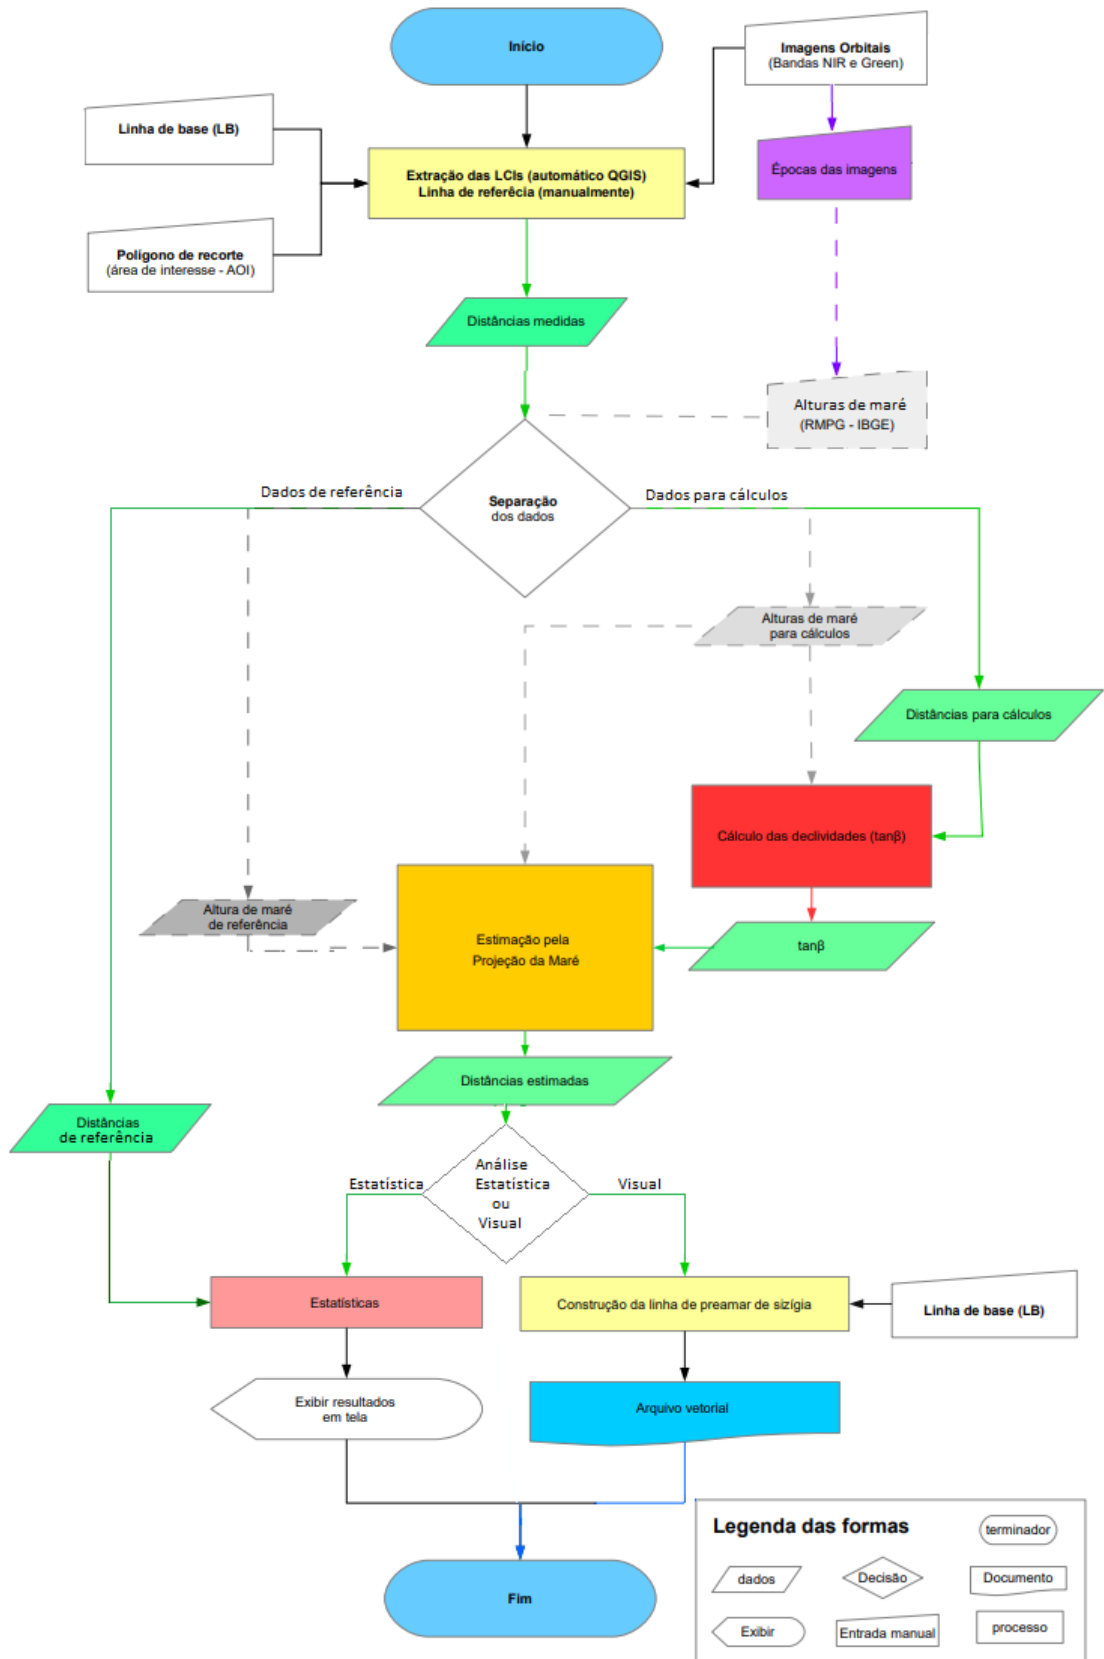 Início
Imagens Orbitais
(Bandas NIR e Green)
Linha de base (LB)
Épocas das imagens
Extração das LCIs (automático QGIS)
Linha de referêcia (manualmente)
Polígono de recorte
(área de interesse - AOI)
Distâncias medidas
Alturas de maré
(RMPG - IBGE)
Dados de referência
Separação
dos dados
Dados para cálculos
Alturas de maré
para cálculos
Distâncias para cálculos
Cálculo das declividades (tanβ)
Altura de maré
de referência
Estimação pela
Projeção da Maré
tanβ
Distâncias estimadas
Distâncias
de referência
Análise
Estatística
ou
Visual
Estatística
Visual
Estatísticas
Construção da linha de preamar de sizígia
Linha de base (LB)
Exibir resultados
em tela
Arquivo vetorial
Fim
Legenda das formas
terminador
dados
Decisão
Documento
Exibir
Entrada manual
processo